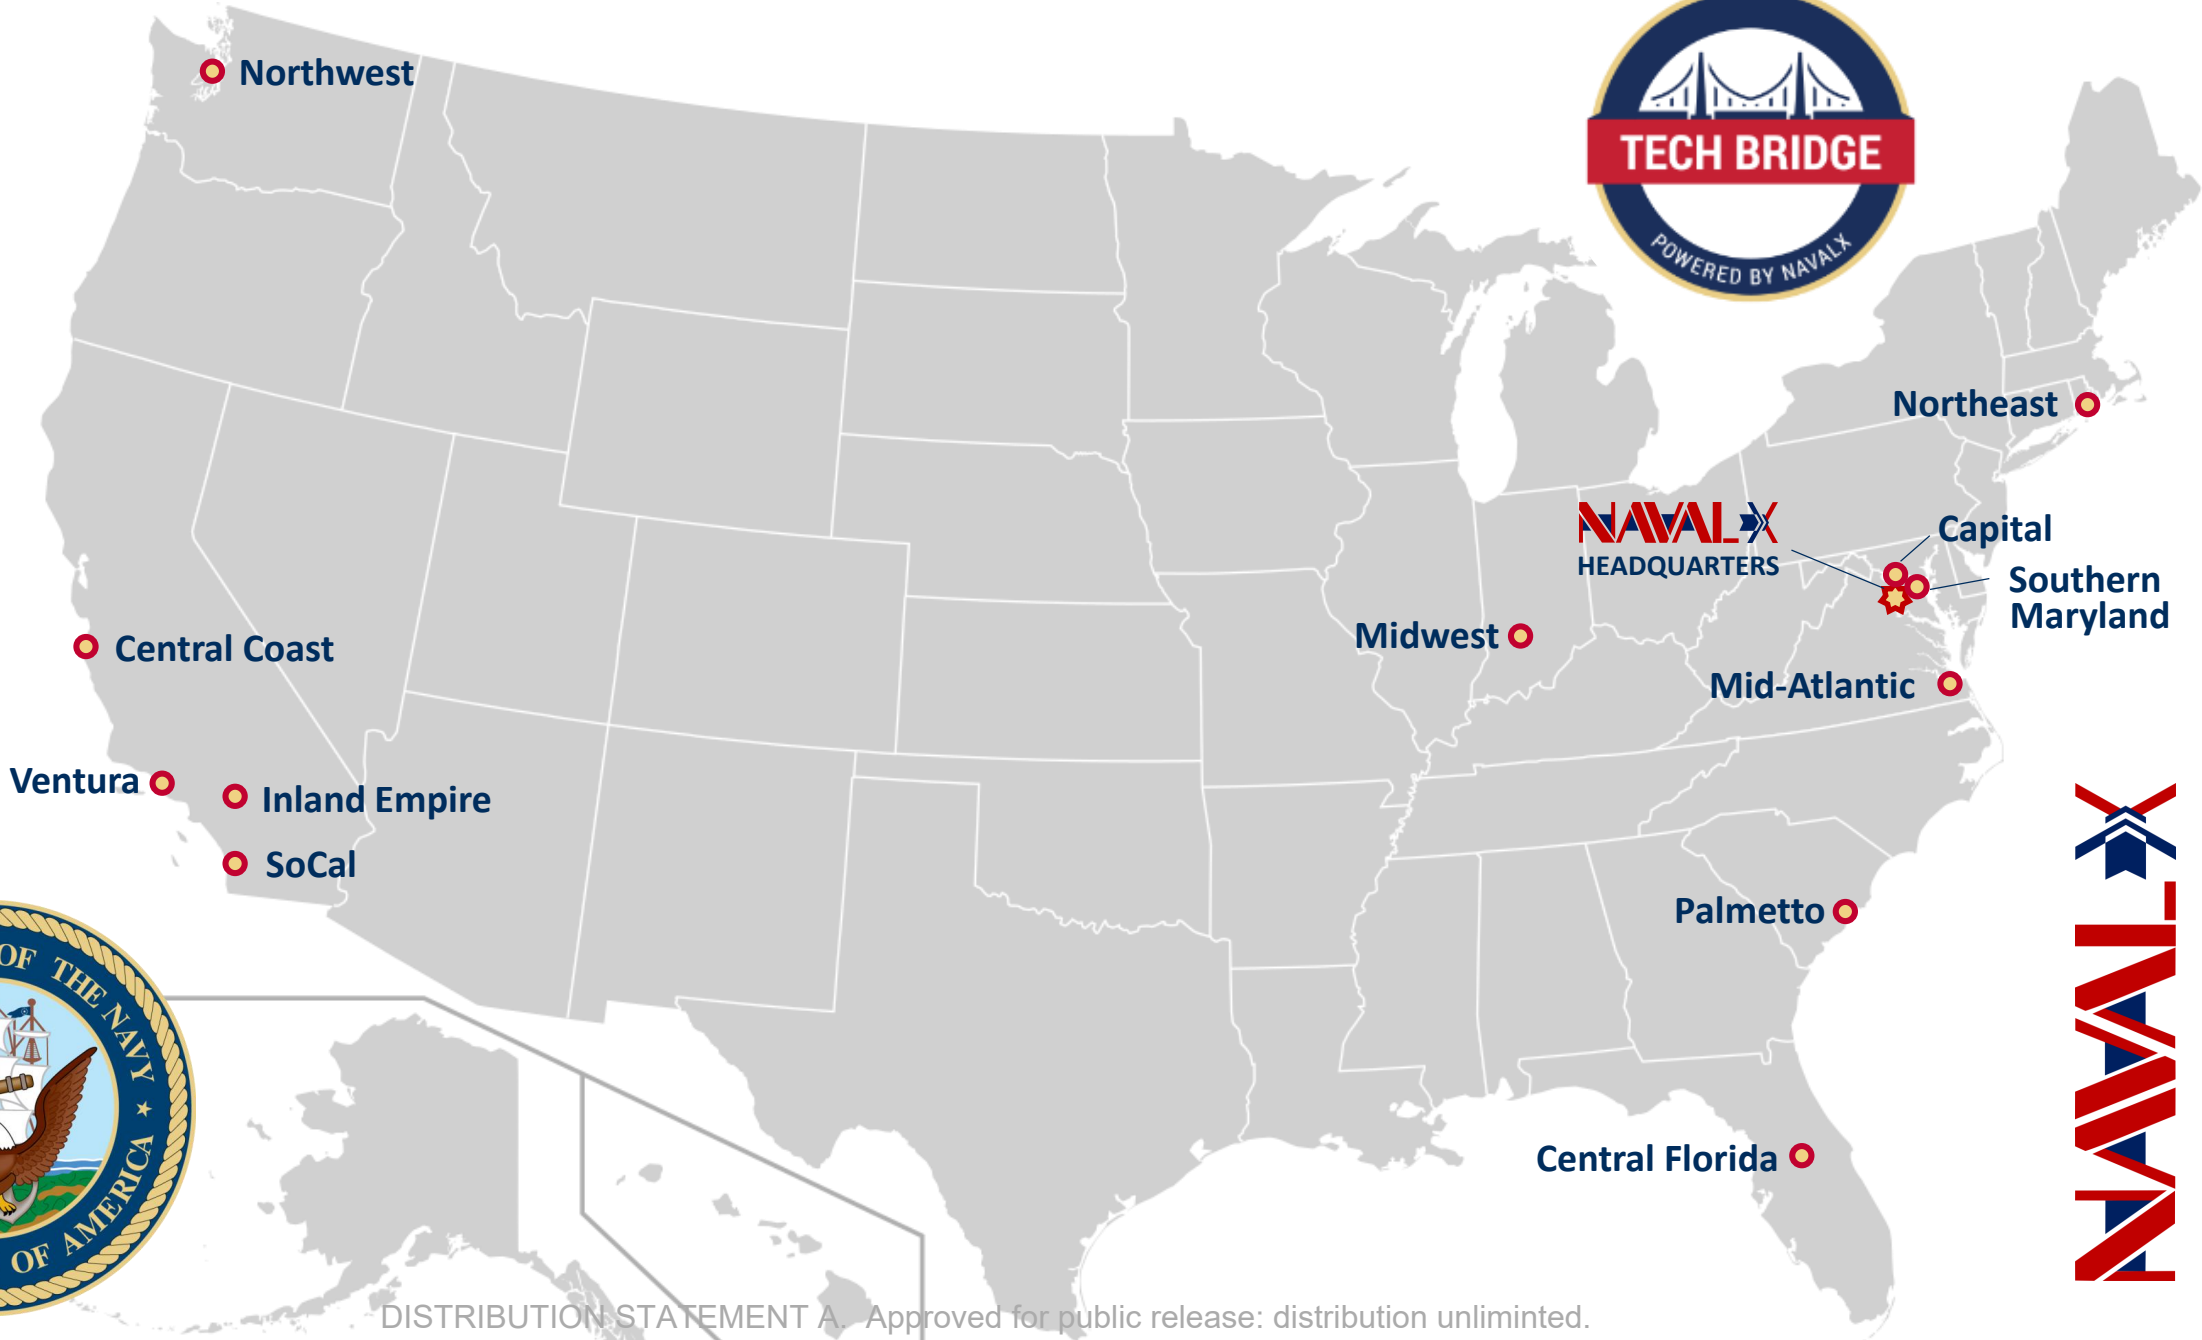 Northwest
TECH BRIDGE
POWERED BY NAVALX
Northeast
NAVALX
HEADQUARTERS
Capital
Southern
Maryland
Midwest
Central Coast
Mid-Atlantic
Ventura
Inland Empire
SoCal
Palmetto
NAVALX
OF THE NAVY ★
OF AMERICA
Central Florida
DISTRIBUTION STATEMENT A. Approved for public release: distribution unliminted.